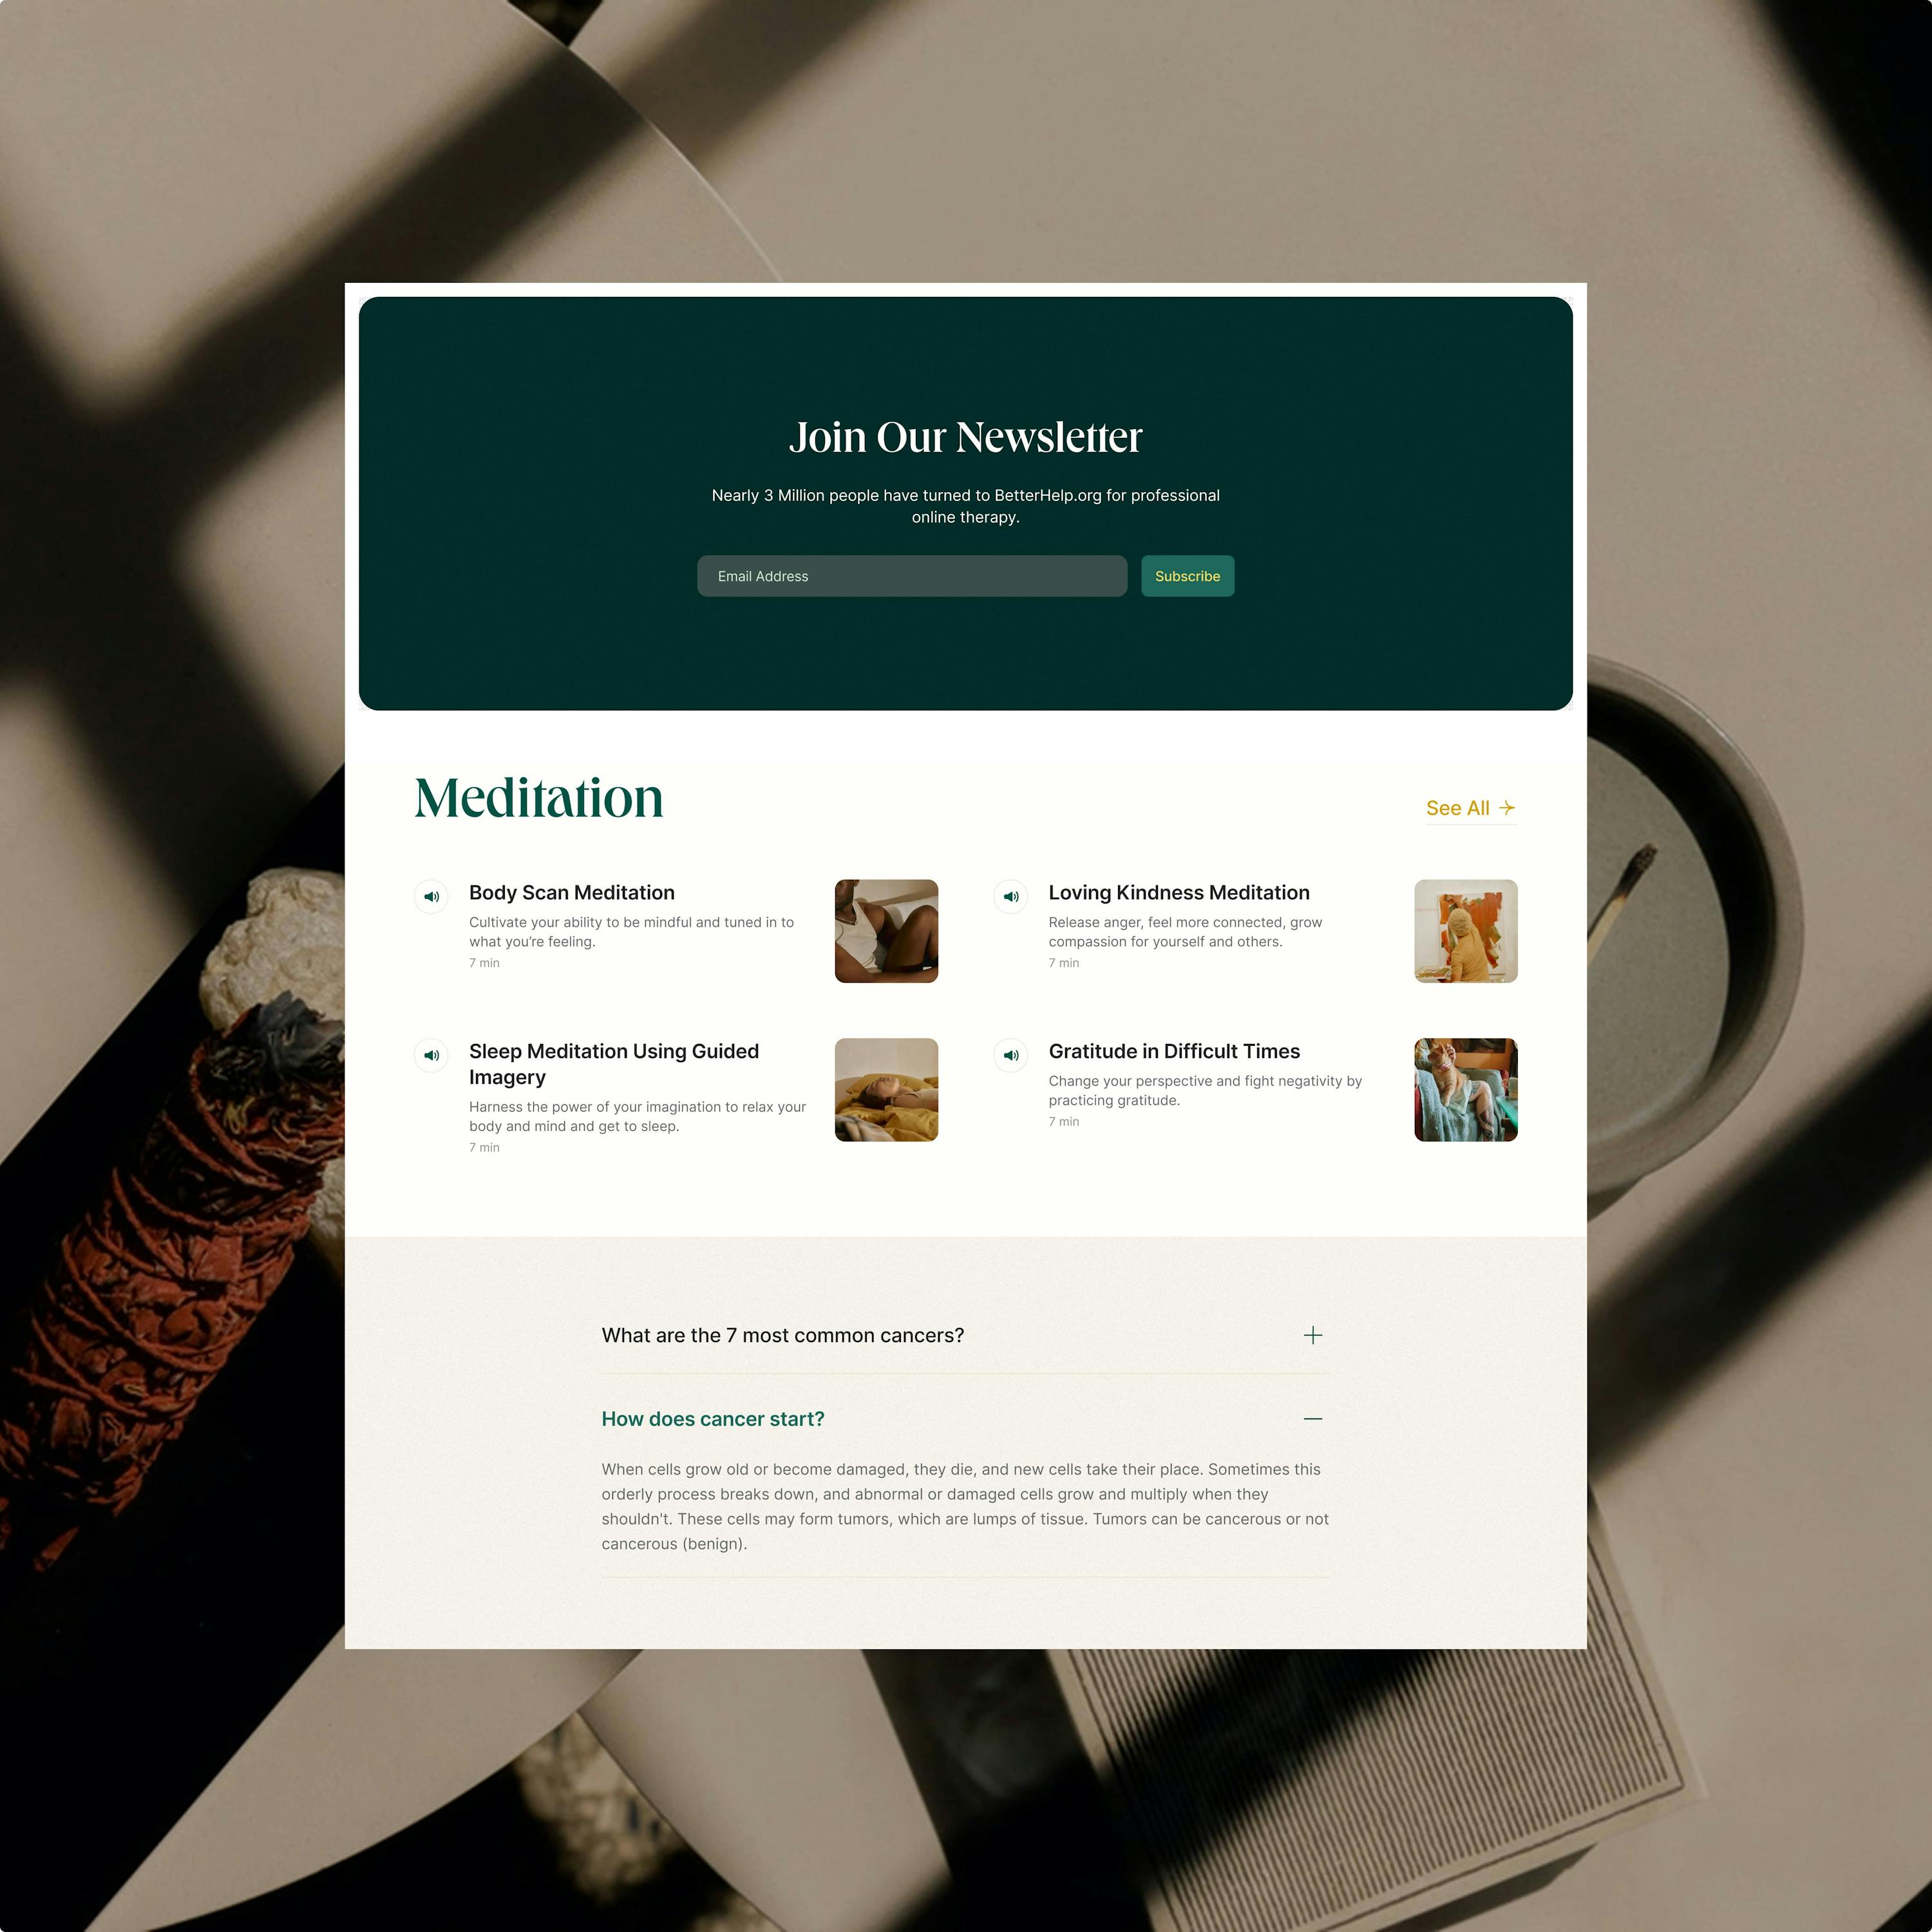 Join Our Newsletter
Nearly 3 Million people have turned to BetterHelp.org for professional
online therapy.
Email Address
Subscribe
Meditation
See All
Body Scan Meditation
Cultivate your ability to be mindful and tuned in to
what you’re feeling.
7 min
Loving Kindness Meditation
Release anger, feel more connected, grow
compassion for yourself and others.
7 min
Sleep Meditation Using Guided
Imagery
Harness the power of your imagination to relax your
body and mind and get to sleep.
7 min
Gratitude in Difficult Times
Change your perspective and fight negativity by
practicing gratitude.
7 min
What are the 7 most common cancers?
How does cancer start?
When cells grow old or become damaged, they die, and new cells take their place. Sometimes this
orderly process breaks down, and abnormal or damaged cells grow and multiply when they
shouldn't. These cells may form tumors, which are lumps of tissue. Tumors can be cancerous or not
cancerous (benign).